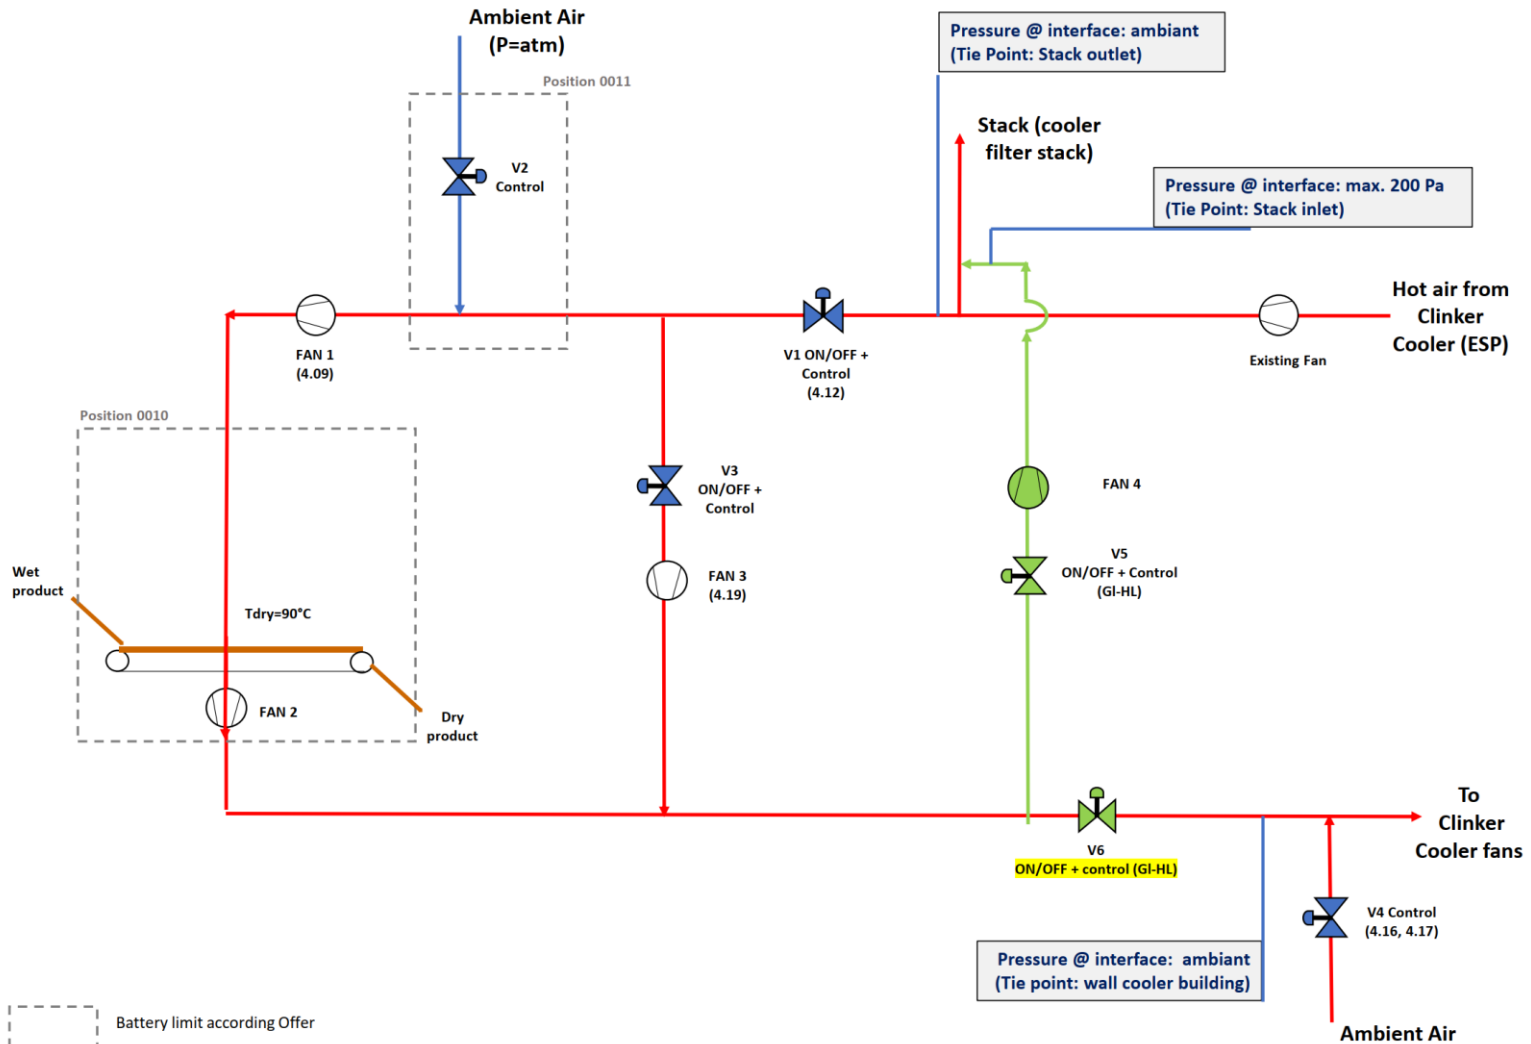 Ambient Air
(P=atm)
Position 0011
V2
Control
Pressure @ interface: ambiant
(Tie Point: Stack outlet)
Stack (cooler
filter stack)
Pressure @ interface: max. 200 Pa
(Tie Point: Stack inlet)
Hot air from
Clinker
Cooler (ESP)
Existing Fan
V1 ON/OFF +
Control
(4.12)
FAN 1
(4.09)
Position 0010
V3
ON/OFF +
Control
FAN 4
V5
ON/OFF + Control
(Gl-HL)
FAN 3
(4.19)
Wet
product
Tdry=90°C
FAN 2
Dry
product
V6
ON/OFF + control (Gl-HL)
To
Clinker
Cooler fans
V4 Control
(4.16, 4.17)
Pressure @ interface: ambiant
(Tie point: wall cooler building)
Ambient Air
Battery limit according Offer